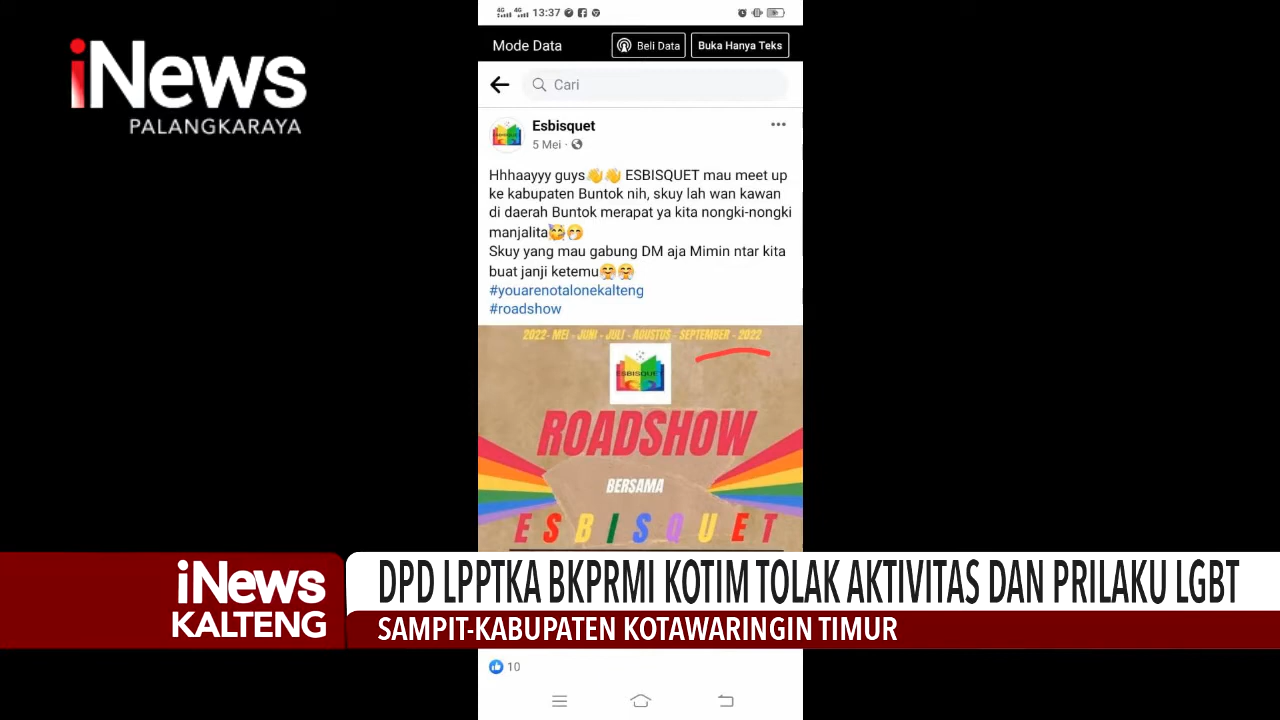 iNews
PALANGKARAYA
4G 4G 13:37
Mode Data
Beli Data
Buka Hanya Teks
Cari
Esbisquet
5 Mei
Hhhaayyy guys👋👋 ESBISQUET mau meet up
ke kabupaten Buntok nih, skuy lah wan kawan
di daerah Buntok merapat ya kita nongki-nongki
manjalita🥳🤭
Skuy yang mau gabung DM aja Mimin ntar kita
buat janji ketemu🤗🤗
#youarenotalonekalteng
#roadshow
2022- MEI - JUNI - JULI - AGUSTUS - SEPTEMBER - 2022
ESBISQUET
ROADSHOW
BERSAMA
ESBISQUET
iNews
KALTENG
DPD LPPTKA BKPRMI KOTIM TOLAK AKTIVITAS DAN PRILAKU LGBT
SAMPIT-KABUPATEN KOTAWARINGIN TIMUR
10